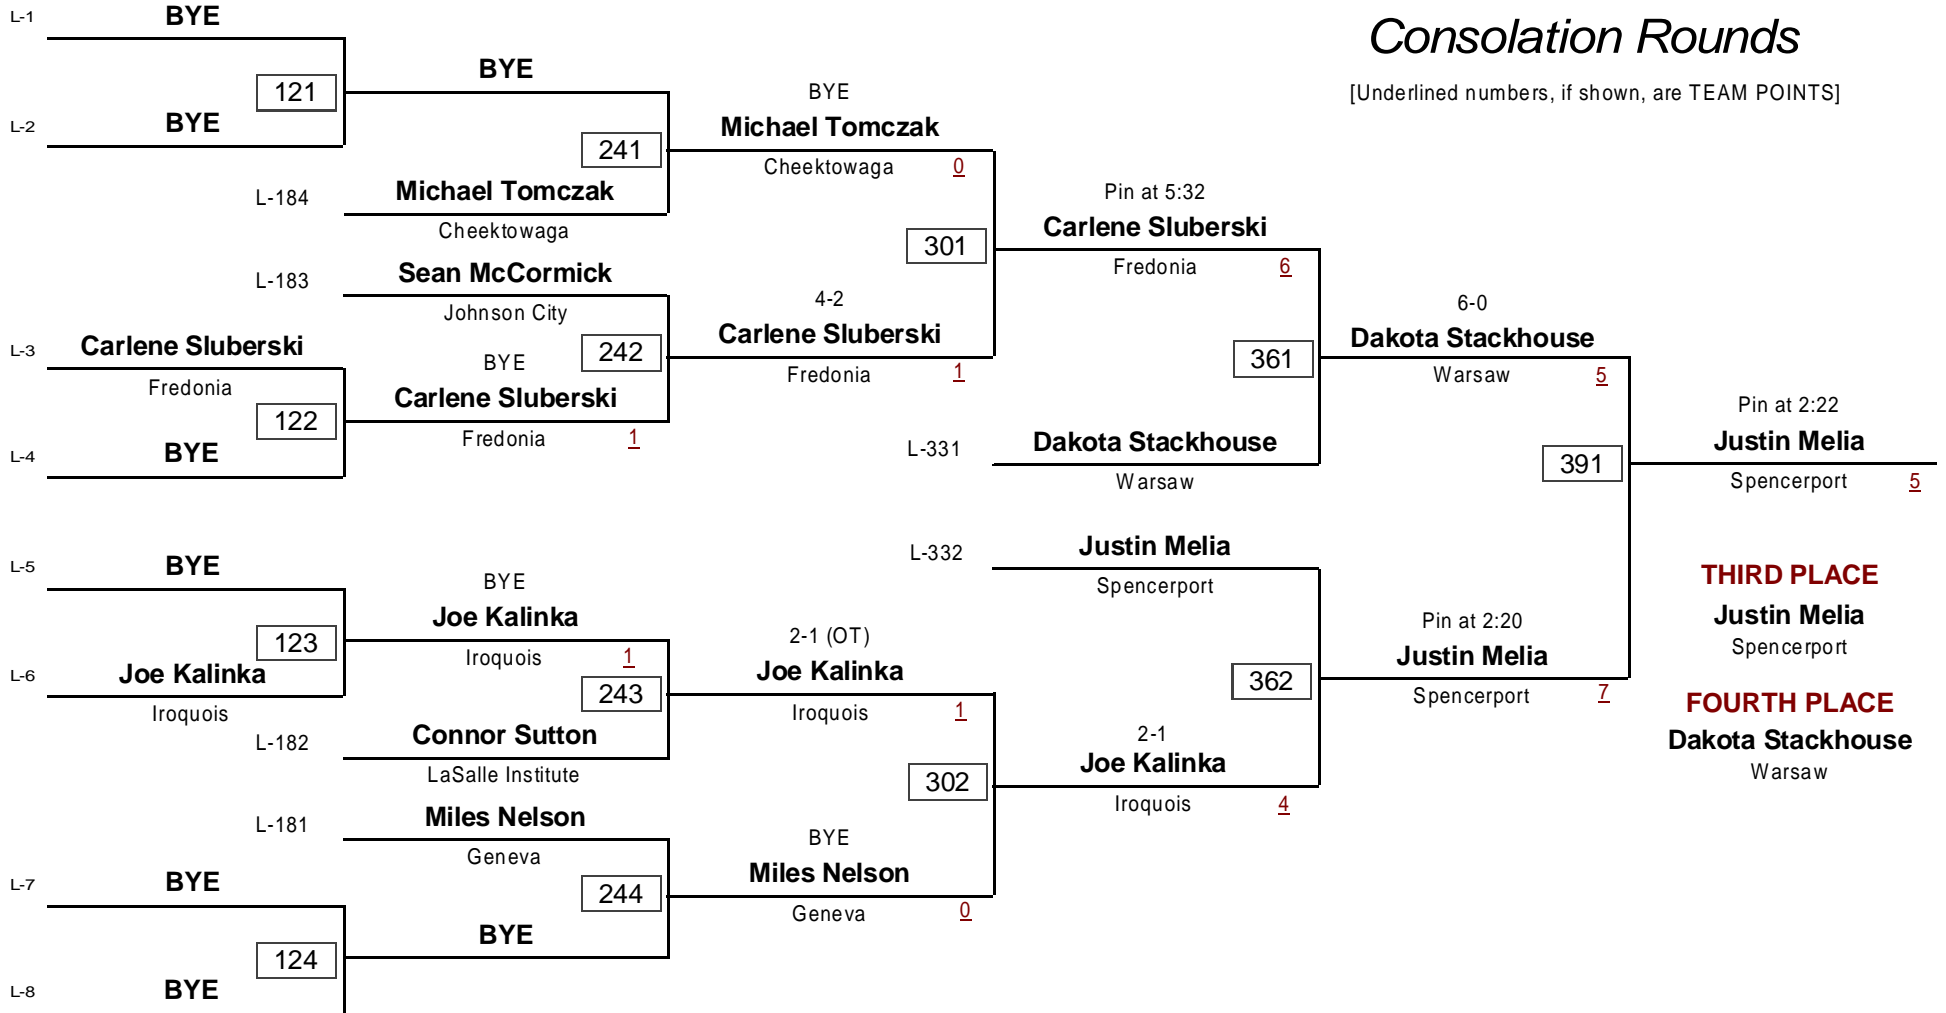 Consolation Rounds
[Underlined numbers, if shown, are TEAM POINTS]
L-1
BYE
121
L-2
BYE
BYE
241
L-184
Michael Tomczak
Cheektowaga
BYE
Michael Tomczak
Cheektowaga
0
L-183
Sean McCormick
Johnson City
L-3
Carlene Sluberski
Fredonia
122
L-4
BYE
BYE
Carlene Sluberski
Fredonia
1
242
4-2
Carlene Sluberski
Fredonia
1
301
Pin at 5:32
Carlene Sluberski
Fredonia
6
L-331
Dakota Stackhouse
Warsaw
361
6-0
Dakota Stackhouse
Warsaw
5
L-5
BYE
123
L-6
Joe Kalinka
Iroquois
BYE
Joe Kalinka
Iroquois
1
243
L-182
Connor Sutton
LaSalle Institute
2-1 (OT)
Joe Kalinka
Iroquois
1
L-181
Miles Nelson
Geneva
244
L-7
BYE
124
L-8
BYE
BYE
BYE
Miles Nelson
Geneva
0
302
2-1
Joe Kalinka
Iroquois
4
L-332
Justin Melia
Spencerport
362
Pin at 2:20
Justin Melia
Spencerport
7
391
Pin at 2:22
Justin Melia
Spencerport
5
THIRD PLACE
Justin Melia
Spencerport
FOURTH PLACE
Dakota Stackhouse
Warsaw